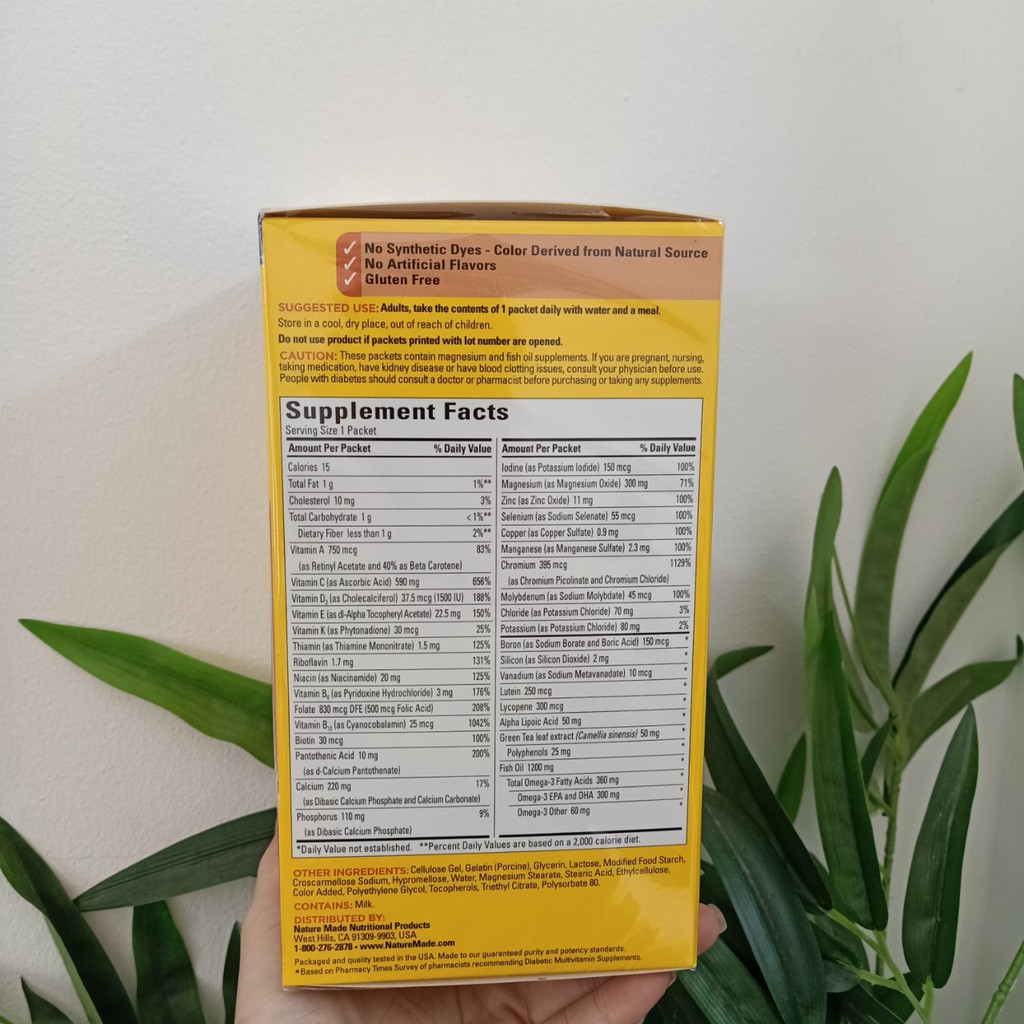 ✓ No Synthetic Dyes - Color Derived from Natural Source
✓ No Artificial Flavors
✓ Gluten Free
SUGGESTED USE: Adults, take the contents of 1 packet daily with water and a meal.
Store in a cool, dry place, out of reach of children.
Do not use product if packets printed with lot number are opened.
CAUTION: These packets contain magnesium and fish oil supplements. If you are pregnant, nursing,
taking medication, have kidney disease or have blood clotting issues, consult your physician before use.
People with diabetes should consult a doctor or pharmacist before purchasing or taking any supplements.
Supplement Facts
Serving Size 1 Packet
Amount Per Packet % Daily Value
Calories 15
Total Fat 1 g 1%**
Cholesterol 10 mg 3%
Total Carbohydrate 1 g <1%**
Dietary Fiber less than 1 g 2%**
Vitamin A 750 mcg 83%
(as Retinyl Acetate and 40% as Beta Carotene)
Vitamin C (as Ascorbic Acid) 590 mg 656%
Vitamin D3 (as Cholecalciferol) 37.5 mcg (1500 IU) 188%
Vitamin E (as dl-Alpha Tocopheryl Acetate) 22.5 mg 150%
Vitamin K (as Phytonadione) 30 mcg 25%
Thiamin (as Thiamine Mononitrate) 1.5 mg 125%
Riboflavin 1.7 mg 131%
Niacin (as Niacinamide) 20 mg 125%
Vitamin B6 (as Pyridoxine Hydrochloride) 3 mg 176%
Folate 830 mcg DFE (500 mcg Folic Acid) 208%
Vitamin B12 (as Cyanocobalamin) 25 mcg 1042%
Biotin 30 mcg 100%
Pantothenic Acid 10 mg 200%
(as d-Calcium Pantothenate)
Calcium 220 mg 17%
(as Dibasic Calcium Phosphate and Calcium Carbonate)
Phosphorus 110 mg 9%
(as Dibasic Calcium Phosphate)
Amount Per Packet % Daily Value
Iodine (as Potassium Iodide) 150 mcg 100%
Magnesium (as Magnesium Oxide) 300 mg 71%
Zinc (as Zinc Oxide) 11 mg 100%
Selenium (as Sodium Selenate) 55 mcg 100%
Copper (as Copper Sulfate) 0.9 mg 100%
Manganese (as Manganese Sulfate) 2.3 mg 100%
Chromium 395 mcg 1129%
(as Chromium Picolinate and Chromium Chloride)
Molybdenum (as Sodium Molybdate) 45 mcg 100%
Chloride (as Potassium Chloride) 70 mg 3%
Potassium (as Potassium Chloride) 80 mg 2%
Boron (as Sodium Borate and Boric Acid) 150 mcg *
Silicon (as Silicon Dioxide) 2 mg *
Vanadium (as Sodium Metavanadate) 10 mcg *
Lutein 250 mcg *
Lycopene 300 mcg *
Alpha Lipoic Acid 50 mg *
Green Tea leaf extract (Camellia sinensis) 50 mg *
Polyphenols 25 mg *
Fish Oil 1200 mg *
Total Omega-3 Fatty Acids 360 mg *
Omega-3 EPA and DHA 300 mg *
Omega-3 Other 60 mg *
*Daily Value not established. **Percent Daily Values are based on a 2,000 calorie diet.
OTHER INGREDIENTS: Cellulose Gel, Gelatin (Porcine), Glycerin, Lactose, Modified Food Starch,
Croscarmellose Sodium, Hypromellose, Water, Magnesium Stearate, Stearic Acid, Ethylcellulose,
Color Added, Polyethylene Glycol, Tocopherols, Triethyl Citrate, Polysorbate 80.
CONTAINS: Milk.
DISTRIBUTED BY:
Nature Made Nutritional Products
West Hills, CA 91309-9903, USA
1-800-276-2878 • www.NatureMade.com
Packaged and quality tested in the USA. Made to our guaranteed purity and potency standards.
*Based on Pharmacy Times Survey of pharmacists recommending Diabetic Multivitamin Supplements.